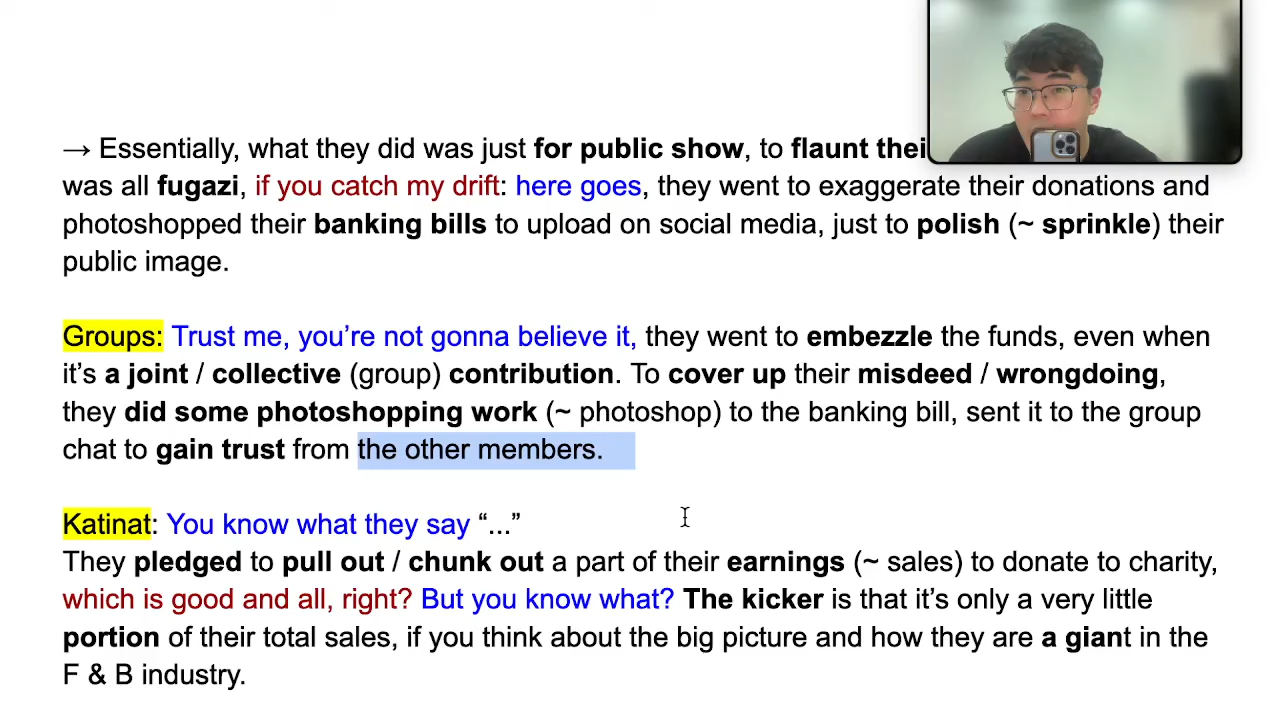 → Essentially, what they did was just for public show, to flaunt thei
was all fugazi, if you catch my drift: here goes, they went to exaggerate their donations and
photoshopped their banking bills to upload on social media, just to polish (~ sprinkle) their
public image.
Groups: Trust me, you’re not gonna believe it, they went to embezzle the funds, even when
it’s a joint / collective (group) contribution. To cover up their misdeed / wrongdoing,
they did some photoshopping work (~ photoshop) to the banking bill, sent it to the group
chat to gain trust from the other members.
Katinat: You know what they say “...”
They pledged to pull out / chunk out a part of their earnings (~ sales) to donate to charity,
which is good and all, right? But you know what? The kicker is that it’s only a very little
portion of their total sales, if you think about the big picture and how they are a giant in the
F & B industry.